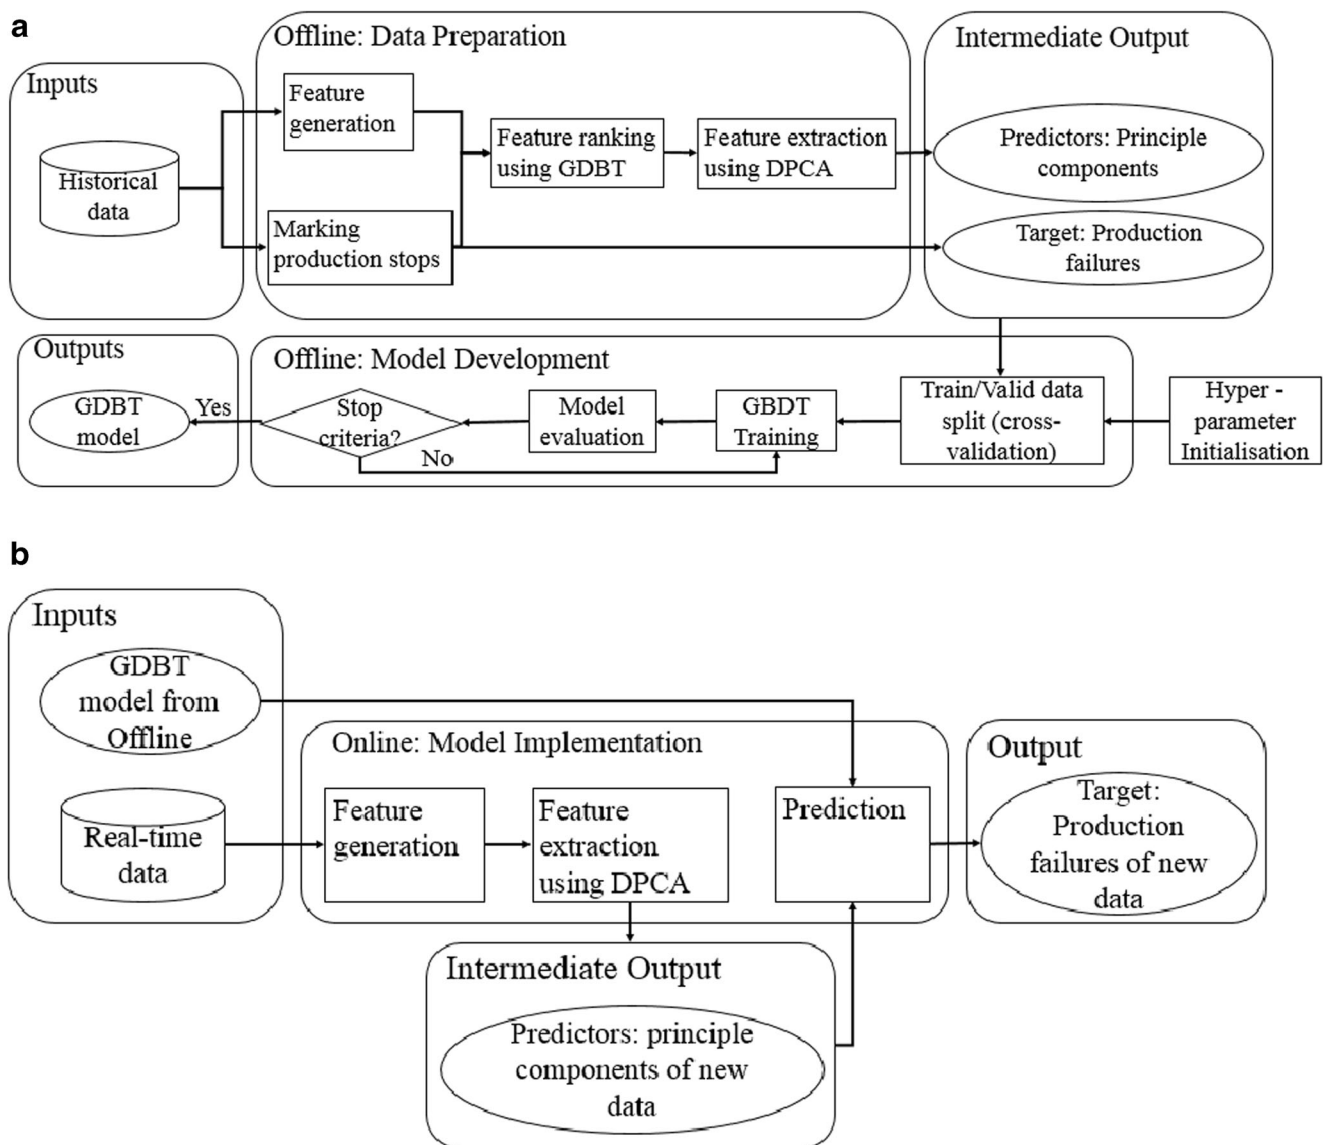 a
Inputs
Historical
data
Offline: Data Preparation
Feature
generation
Marking
production stops
Feature ranking
using GDBT
Feature extraction
using DPCA
Intermediate Output
Predictors: Principle
components
Target: Production
failures
Outputs
GDBT
model
Yes
Offline: Model Development
Stop
criteria?
No
Model
evaluation
GBDT
Training
Train/Valid data
split (cross-
validation)
Hyper -
parameter
Initialisation
b
Inputs
GDBT
model from
Offline
Real-time
data
Online: Model Implementation
Feature
generation
Feature
extraction
using DPCA
Prediction
Output
Target:
Production
failures of new
data
Intermediate Output
Predictors: principle
components of new
data